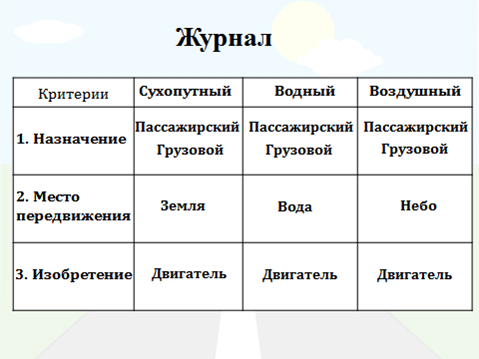 Журнал
Критерии Сухопутный Водный Воздушный
1. Назначение Пассажирский Грузовой Пассажирский Грузовой Пассажирский Грузовой
2. Место передвижения Земля Вода Небо
3. Изобретение Двигатель Двигатель Двигатель